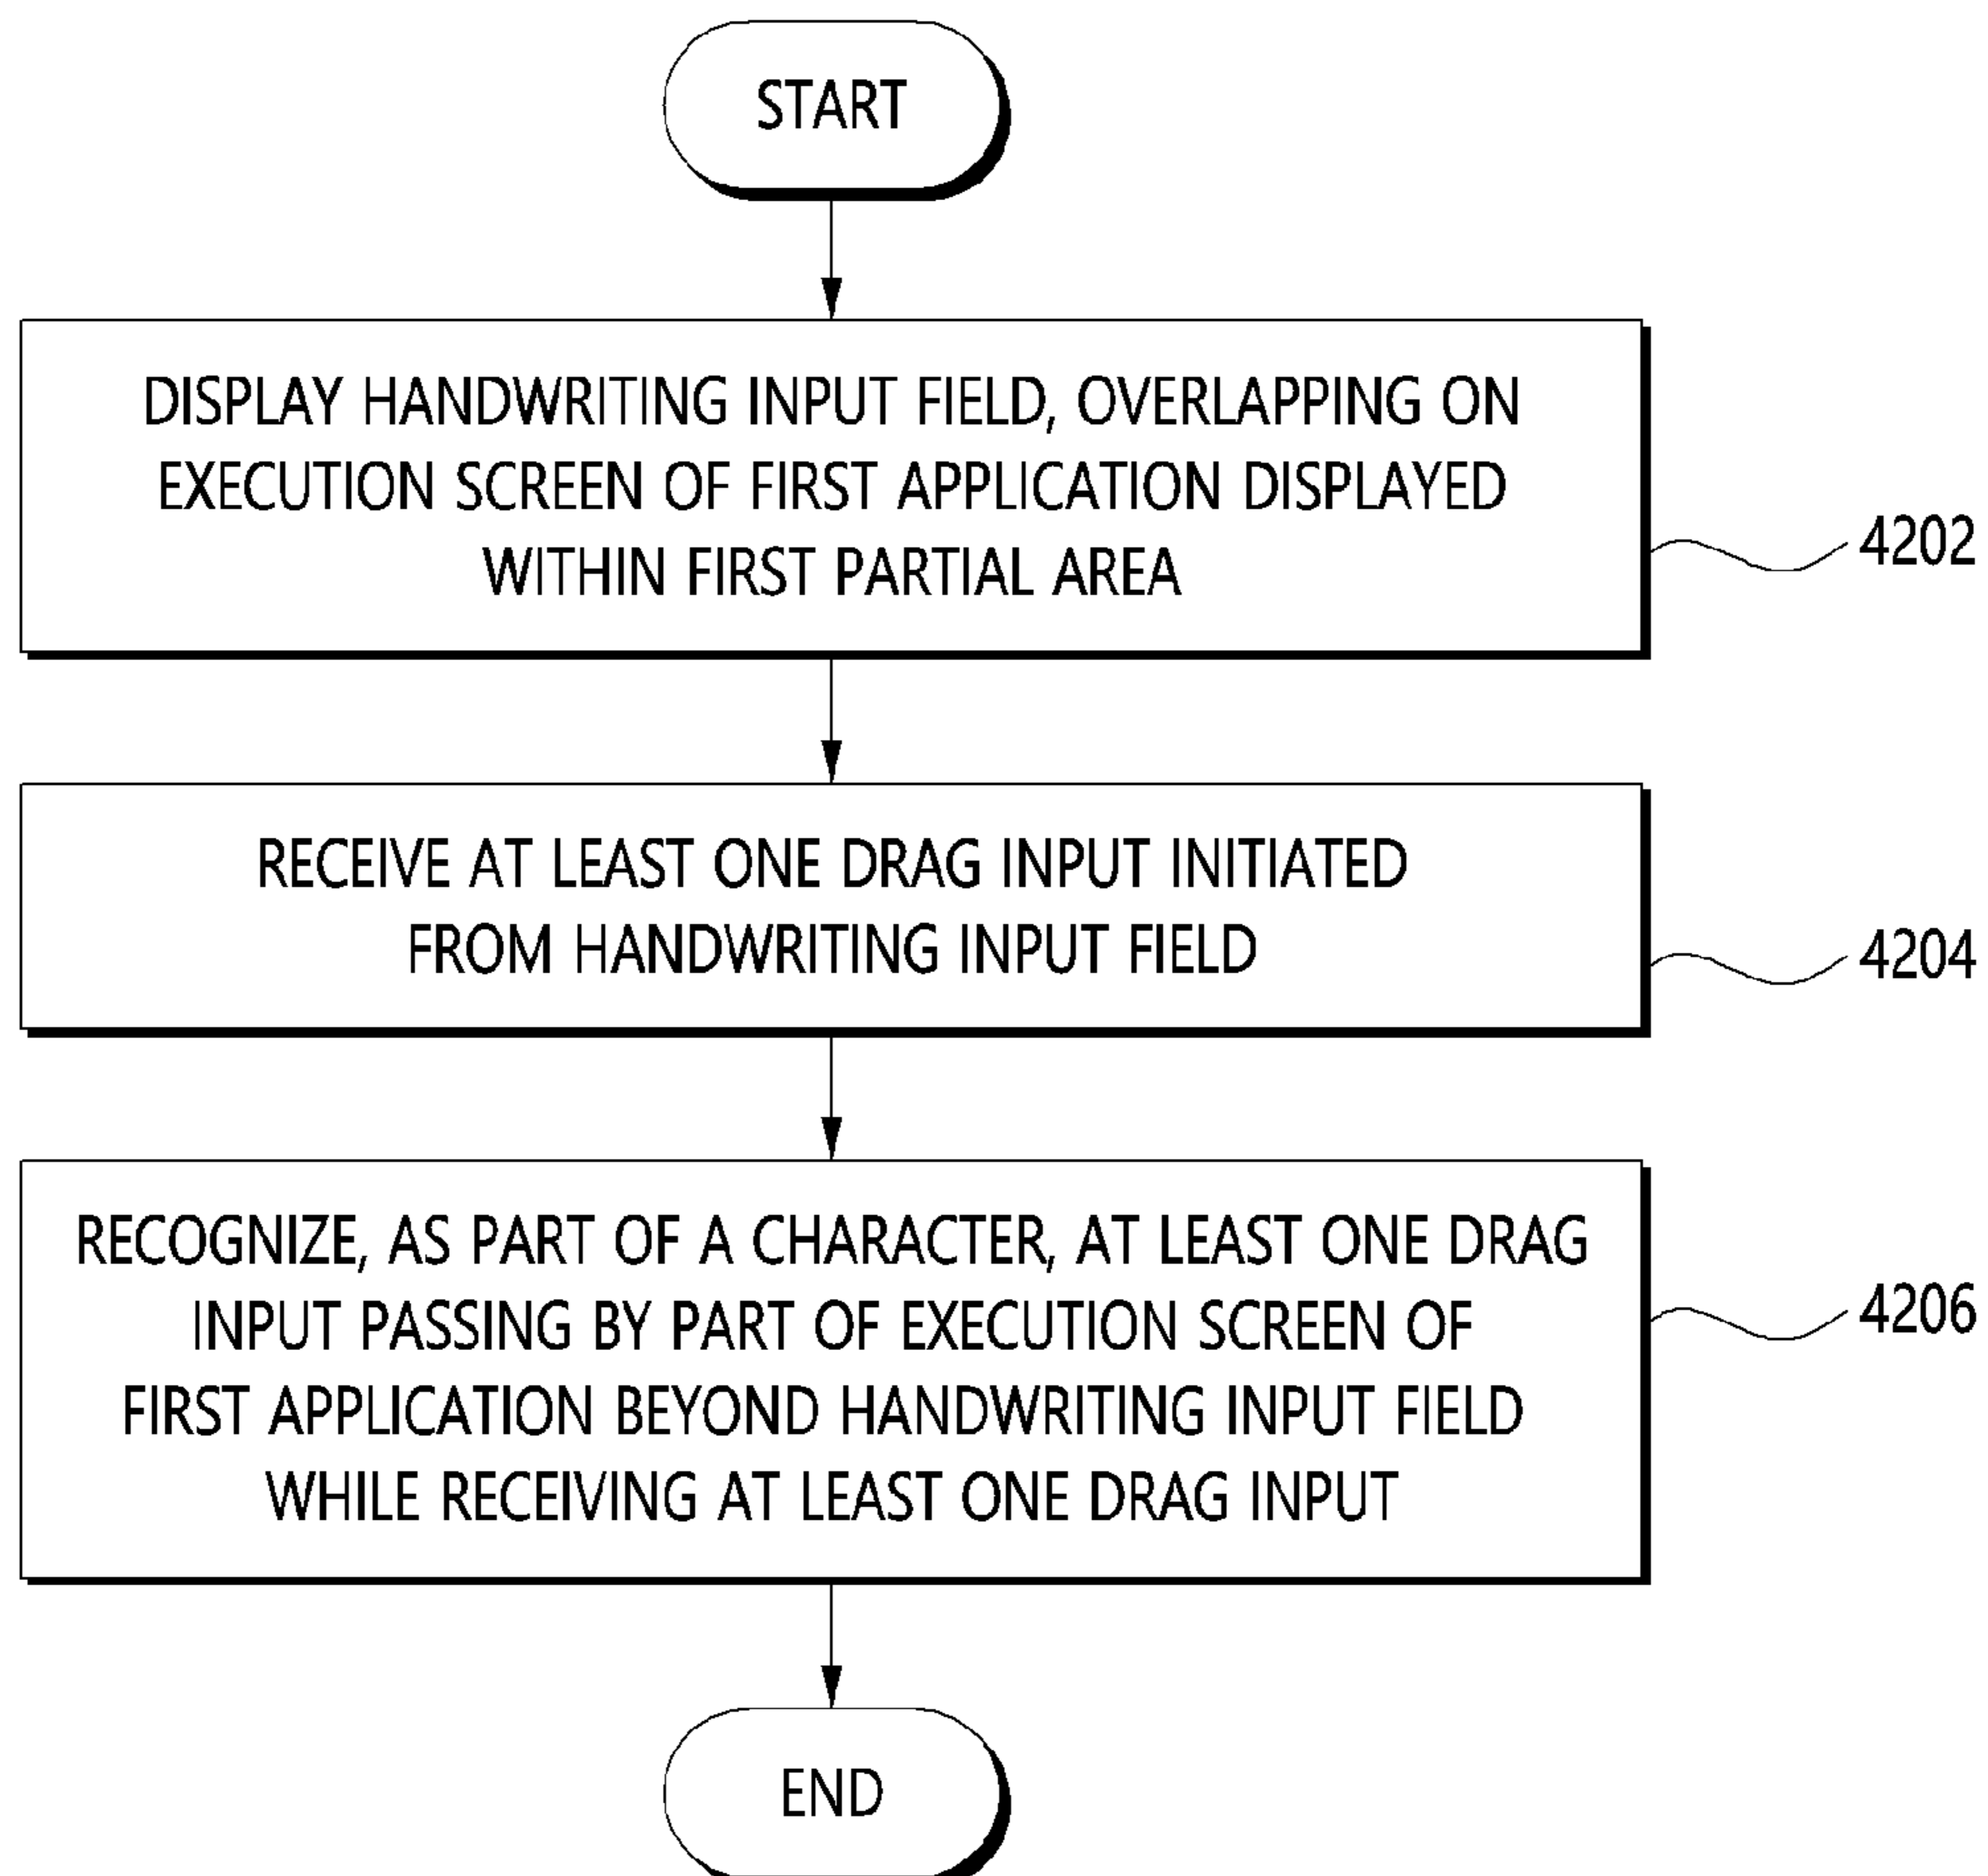 START
DISPLAY HANDWRITING INPUT FIELD, OVERLAPPING ON
EXECUTION SCREEN OF FIRST APPLICATION DISPLAYED
WITHIN FIRST PARTIAL AREA
4202
RECEIVE AT LEAST ONE DRAG INPUT INITIATED
FROM HANDWRITING INPUT FIELD
4204
RECOGNIZE, AS PART OF A CHARACTER, AT LEAST ONE DRAG
INPUT PASSING BY PART OF EXECUTION SCREEN OF
FIRST APPLICATION BEYOND HANDWRITING INPUT FIELD
WHILE RECEIVING AT LEAST ONE DRAG INPUT
4206
END